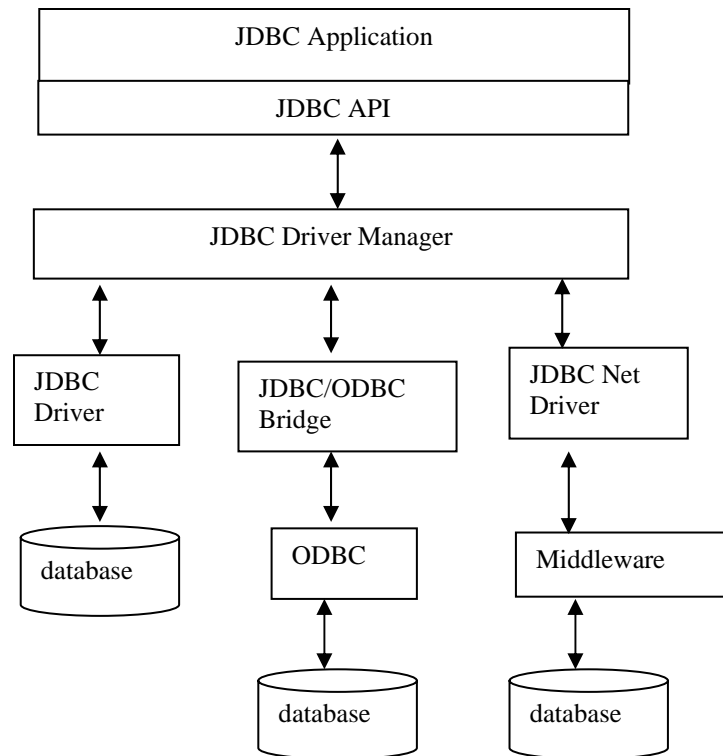 JDBC Application
JDBC API
JDBC Driver Manager
JDBC
Driver
JDBC/ODBC
Bridge
JDBC Net
Driver
database
ODBC
Middleware
database
database